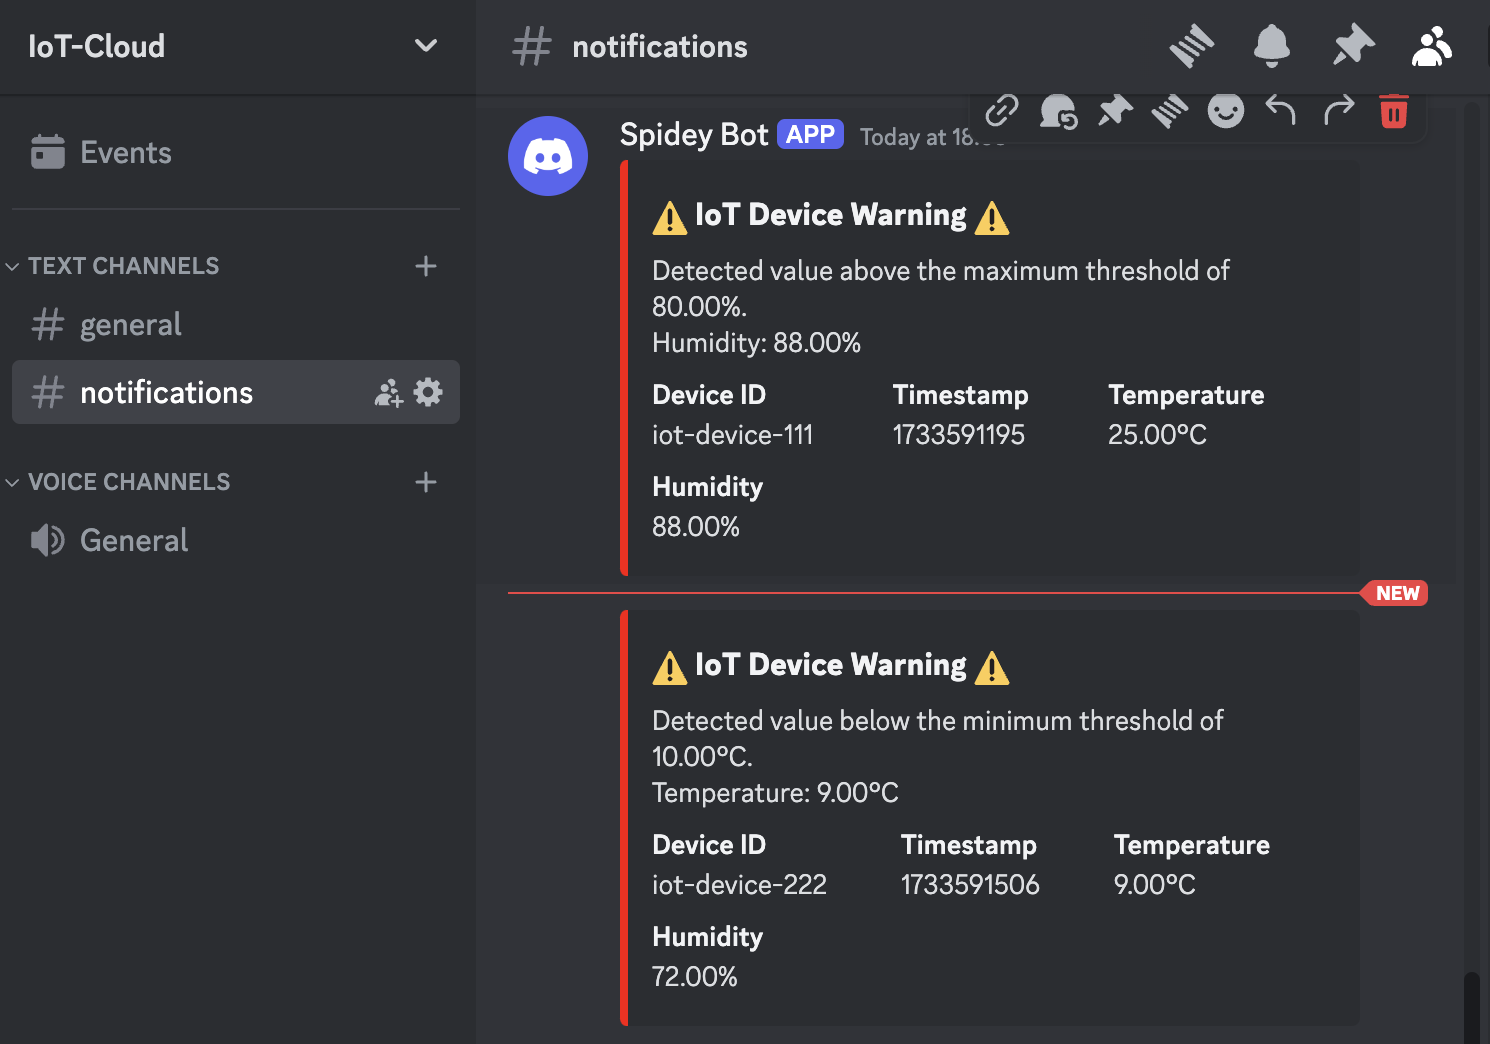 IoT-Cloud
Events
TEXT CHANNELS
general
notifications
VOICE CHANNELS
General
notifications
Spidey Bot APP Today at
⚠️ IoT Device Warning ⚠️
Detected value above the maximum threshold of
80.00%.
Humidity: 88.00%
Device ID Timestamp Temperature
iot-device-111 1733591195 25.00°C
Humidity
88.00%
NEW
⚠️ IoT Device Warning ⚠️
Detected value below the minimum threshold of
10.00°C.
Temperature: 9.00°C
Device ID Timestamp Temperature
iot-device-222 1733591506 9.00°C
Humidity
72.00%